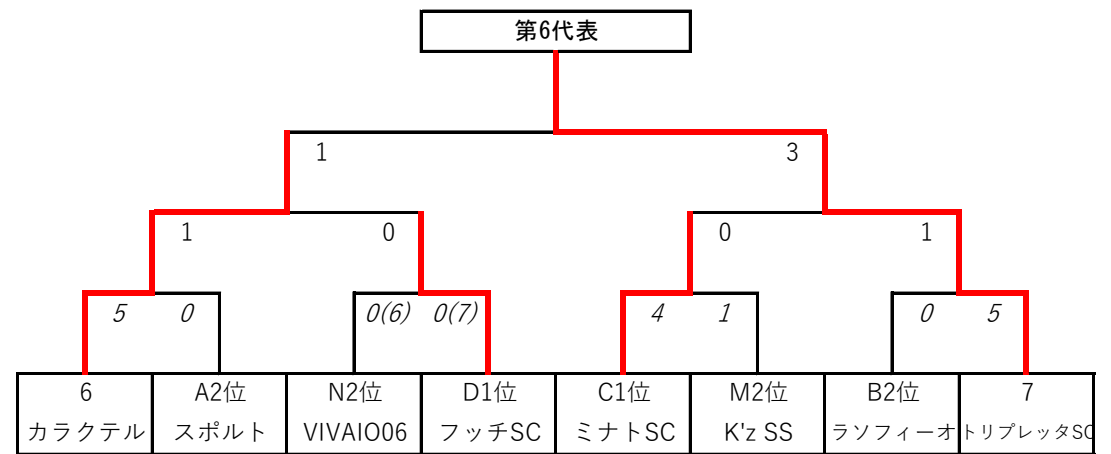 第6代表
1 3
1 0 0 1
5 0 0(6) 0(7) 4 1 0 5
6 A2位 N2位 D1位 C1位 M2位 B2位 7
カラクテル スポルト VIVAIO06 フッチSC ミナトSC K'z SS ラソフィーオ トリプレッタSC